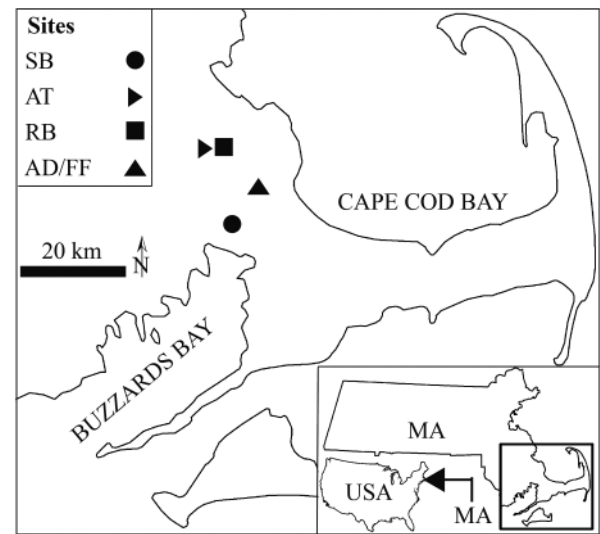 Sites
SB
AT
RB
AD/FF
20 km
N
CAPE COD BAY
BUZZARDS BAY
MA
USA
MA